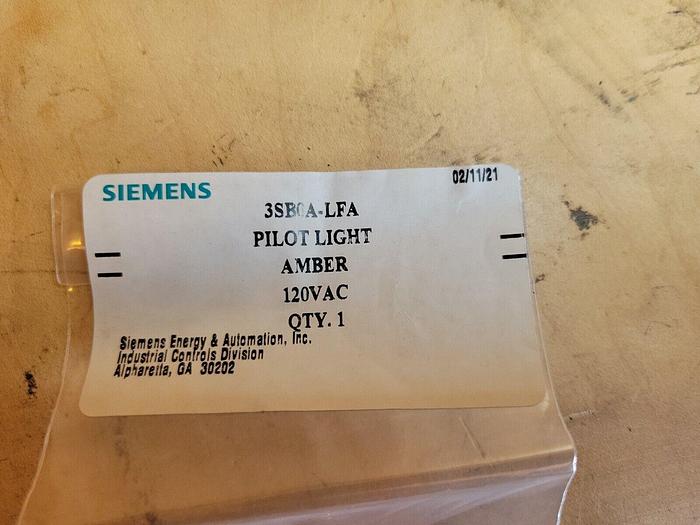 SIEMENS
02/11/21
3SB0A-LFA
PILOT LIGHT
AMBER
120VAC
QTY. 1
Siemens Energy & Automation, Inc.
Industrial Controls Division
Alpharetta, GA 30202